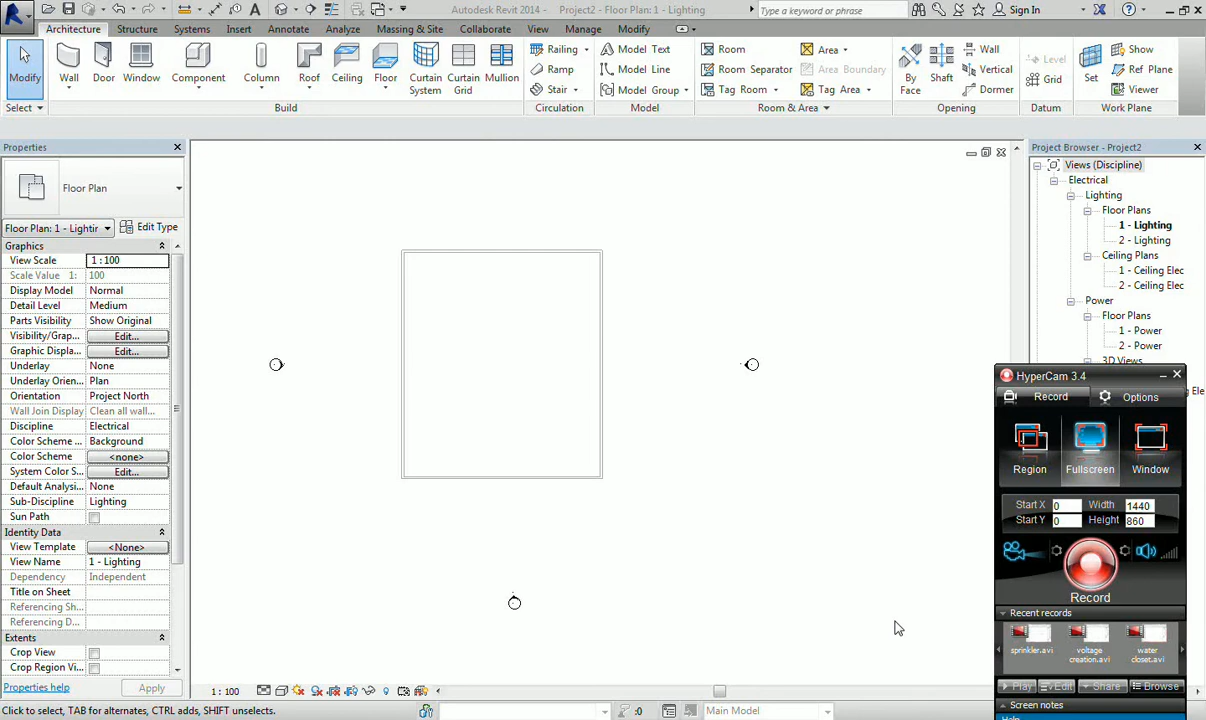 Autodesk Revit 2014 - Project2 - Floor Plan: 1 - Lighting
Type a keyword or phrase
Sign In
Architecture Structure Systems Insert Annotate Analyze Massing & Site Collaborate View Manage Modify
Modify Wall Door Window Component Column Roof Ceiling Floor Curtain System Curtain Grid Mullion
Railing Ramp Stair
Model Text Model Line Model Group
Room Room Separator Tag Room
Area Area Boundary Tag Area
By Face Shaft Wall Vertical Dormer
Level Grid
Set Show Ref Plane Viewer
Select Build Circulation Model Room & Area Opening Datum Work Plane
Properties
Floor Plan
Floor Plan: 1 - Lightir Edit Type
Graphics
View Scale 1 : 100
Scale Value 1: 100
Display Model Normal
Detail Level Medium
Parts Visibility Show Original
Visibility/Grap... Edit...
Graphic Displa... Edit...
Underlay None
Underlay Orien... Plan
Orientation Project North
Wall Join Display Clean all wall...
Discipline Electrical
Color Scheme ... Background
Color Scheme <none>
System Color S... Edit...
Default Analysi... None
Sub-Discipline Lighting
Sun Path
Identity Data
View Template <None>
View Name 1 - Lighting
Dependency Independent
Title on Sheet
Referencing Sh...
Referencing D...
Extents
Crop View
Crop Region Vi...
Properties help Apply
1 : 100
Click to select, TAB for alternates, CTRL adds, SHIFT unselects.
:0
Main Model
Project Browser - Project2
Views (Discipline)
Electrical
Lighting
Floor Plans
1 - Lighting
2 - Lighting
Ceiling Plans
1 - Ceiling Elec
2 - Ceiling Elec
Power
Floor Plans
1 - Power
2 - Power
3D Views
ng Ele
HyperCam 3.4
Record Options
Region Fullscreen Window
Start X 0 Width 1440
Start Y 0 Height 860
Record
Recent records
sprinkler.avi
voltage creation.avi
water closet.avi
Play Edit Share Browse
Screen notes
Help